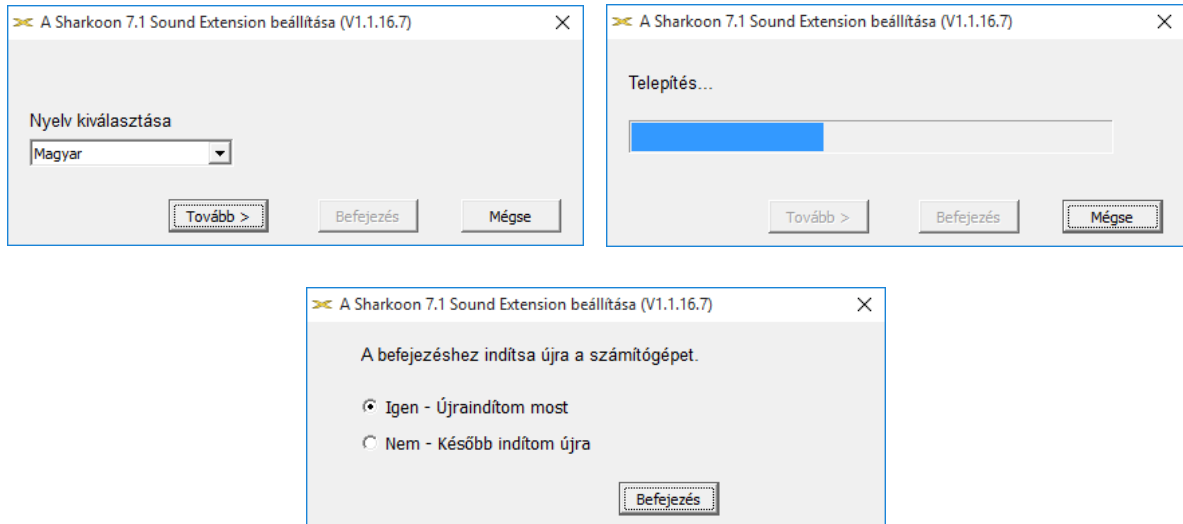 A Sharkoon 7.1 Sound Extension beállítása (V1.1.16.7)
Nyelv kiválasztása
Magyar
Tovább >
Befejezés
Mégse
A Sharkoon 7.1 Sound Extension beállítása (V1.1.16.7)
Telepítés...
Tovább >
Befejezés
Mégse
A Sharkoon 7.1 Sound Extension beállítása (V1.1.16.7)
A befejezéshez indítsa újra a számítógépet.
Igen - Újraindítom most
Nem - Később indítom újra
Befejezés